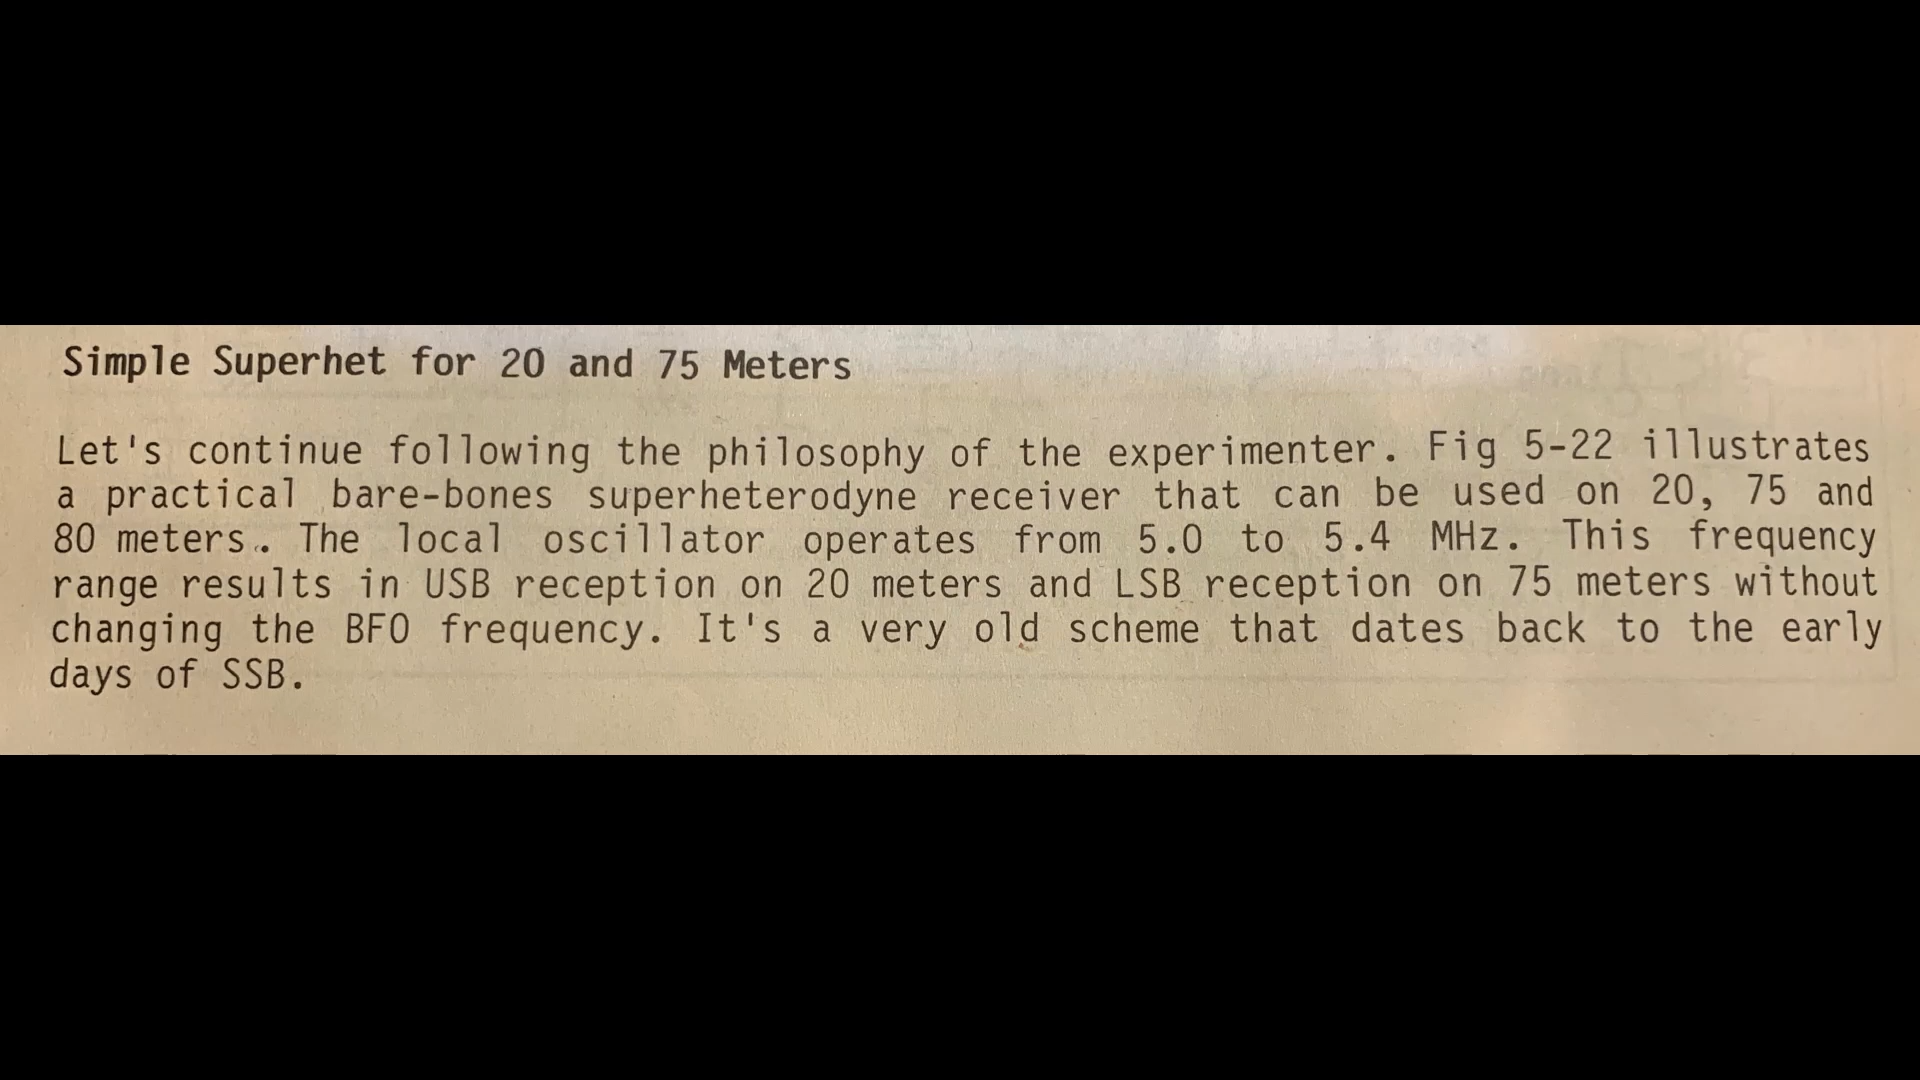 Simple Superhet for 20 and 75 Meters
Let's continue following the philosophy of the experimenter. Fig 5-22 illustrates
a practical bare-bones superheterodyne receiver that can be used on 20, 75 and
80 meters. The local oscillator operates from 5.0 to 5.4 MHz. This frequency
range results in USB reception on 20 meters and LSB reception on 75 meters without
changing the BFO frequency. It's a very old scheme that dates back to the early
days of SSB.